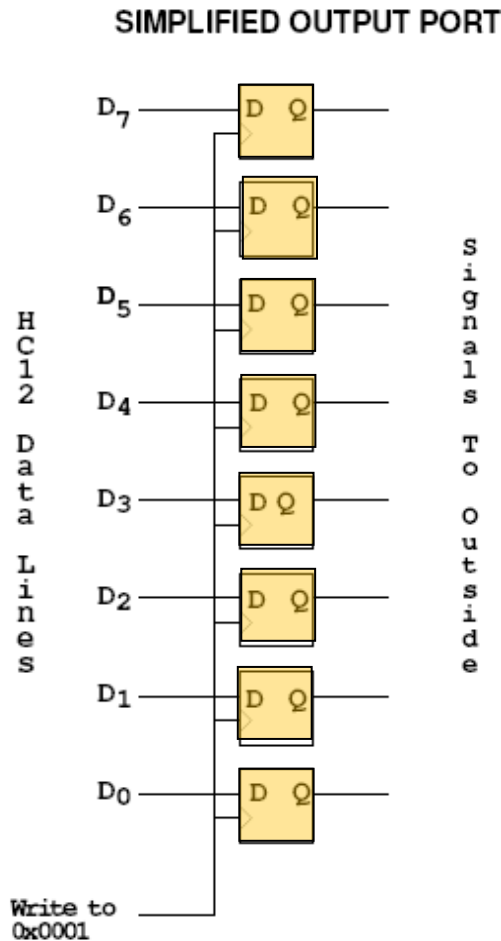 SIMPLIFIED OUTPUT PORT
D7 D Q
D6 D Q
D5 D Q
D4 D Q
D3 D Q
D2 D Q
D1 D Q
D0 D Q
HC12 Data Lines
Signals To Outside
Write to
0x0001